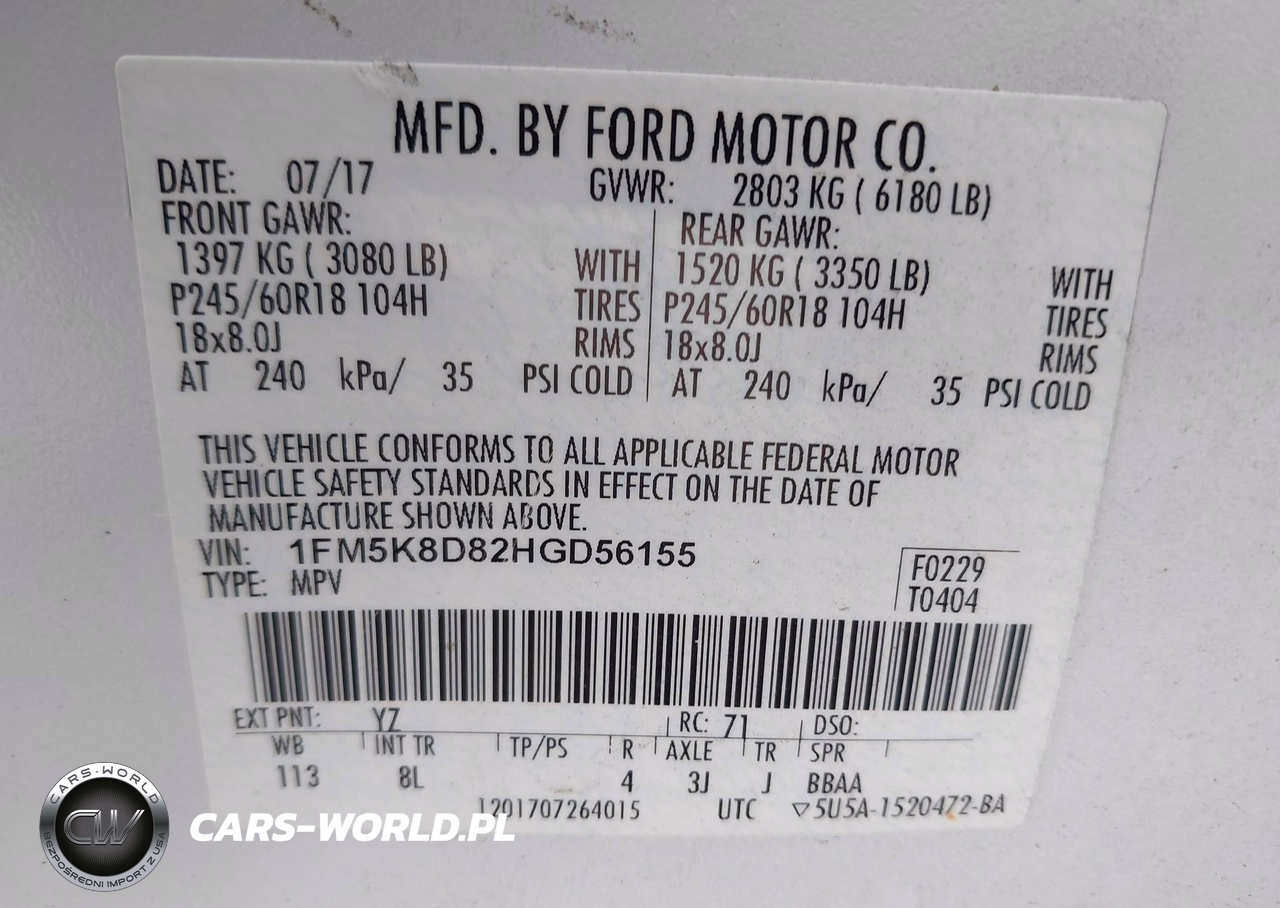 MFD. BY FORD MOTOR CO.
DATE: 07/17 GVWR: 2803 KG ( 6180 LB)
FRONT GAWR: REAR GAWR:
1397 KG ( 3080 LB) WITH 1520 KG ( 3350 LB) WITH
P245/60R18 104H TIRES P245/60R18 104H TIRES
18x8.0J RIMS 18x8.0J RIMS
AT 240 kPa/ 35 PSI COLD AT 240 kPa/ 35 PSI COLD
THIS VEHICLE CONFORMS TO ALL APPLICABLE FEDERAL MOTOR
VEHICLE SAFETY STANDARDS IN EFFECT ON THE DATE OF
MANUFACTURE SHOWN ABOVE.
VIN: 1FM5K8D82HGD56155
TYPE: MPV
F0229
T0404
EXT PNT: YZ RC: 71 DSO:
WB INT TR TP/PS R AXLE TR SPR
113 8L 4 3J J BBAA
1201707264015 UTC ▽5U5A-1520472-BA
CARS-WORLD
CW
BEZPOŚREDNI IMPORT Z USA
CARS-WORLD.PL